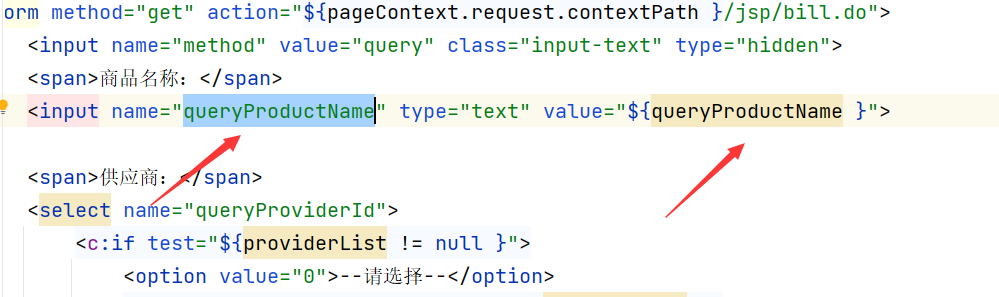 orm method="get" action="${pageContext.request.contextPath }/jsp/bill.do">
<input name="method" value="query" class="input-text" type="hidden">
<span>商品名称：</span>
<input name="queryProductName" type="text" value="${queryProductName }">
<span>供应商：</span>
<select name="queryProviderId">
<c:if test="${providerList != null }">
<option value="0">--请选择--</option>